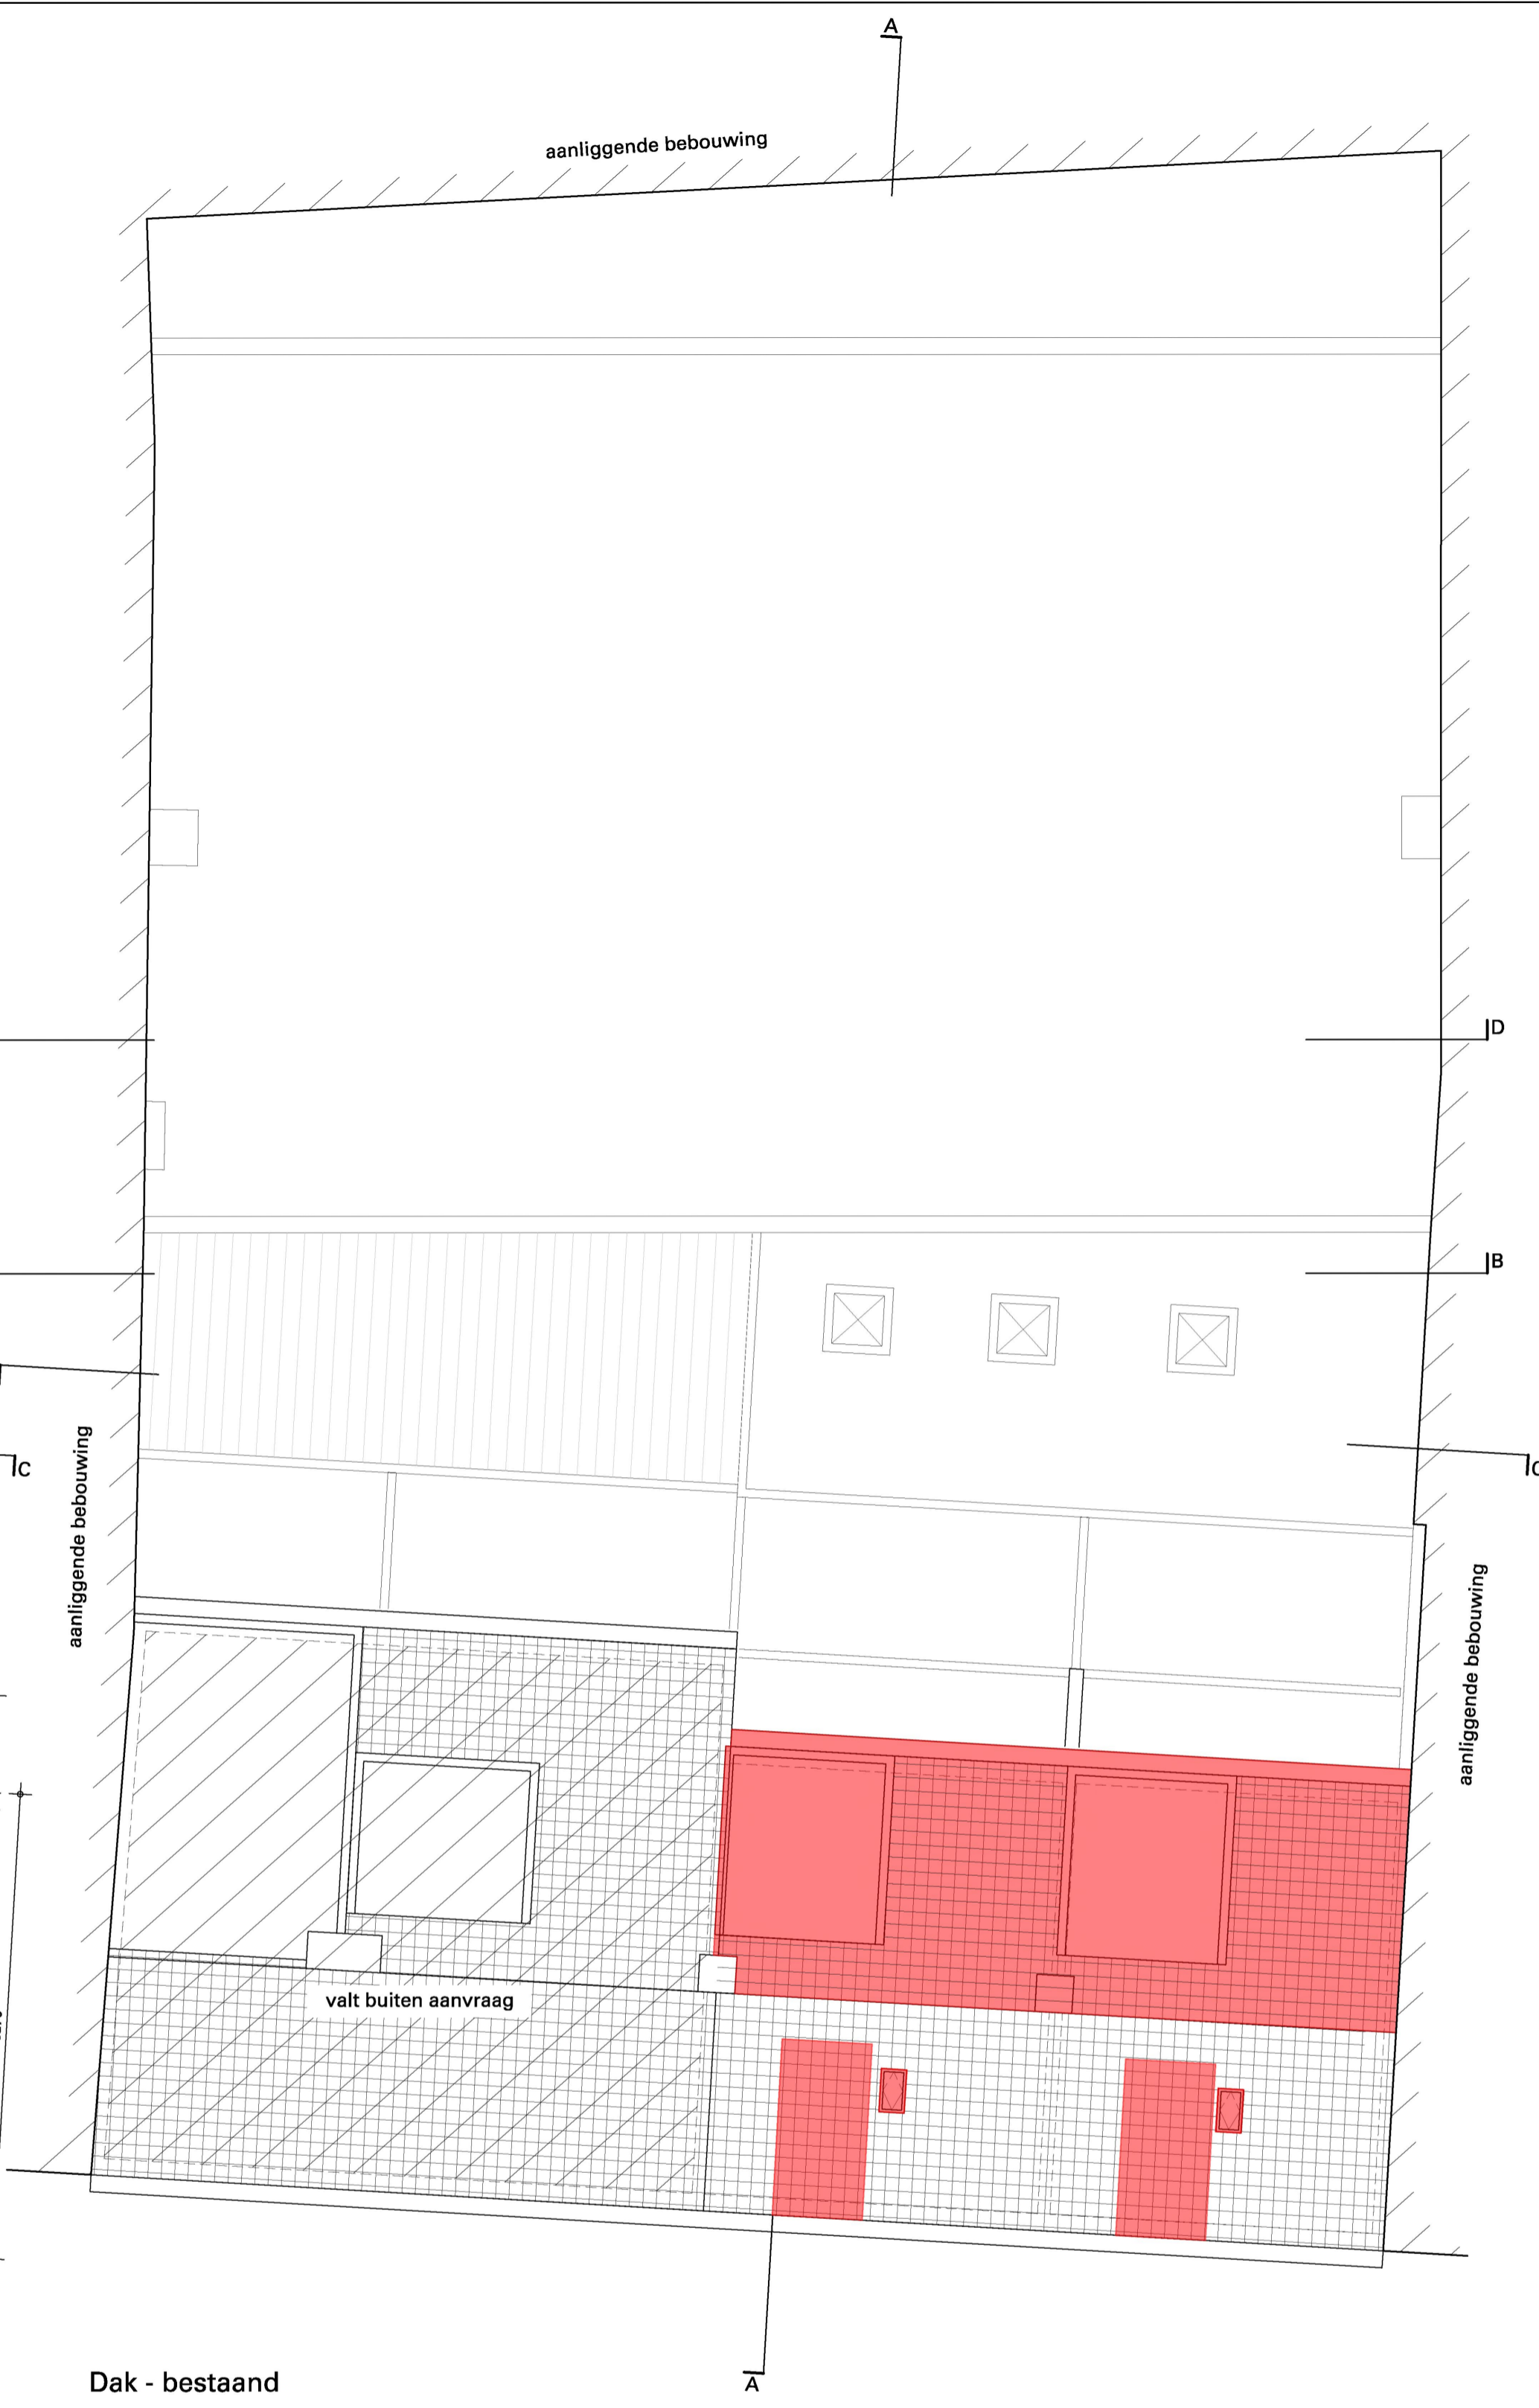 A
aanliggende bebouwing
D
B
C
aanliggende bebouwing
aanliggende bebouwing
valt buiten aanvraag
A
Dak - bestaand